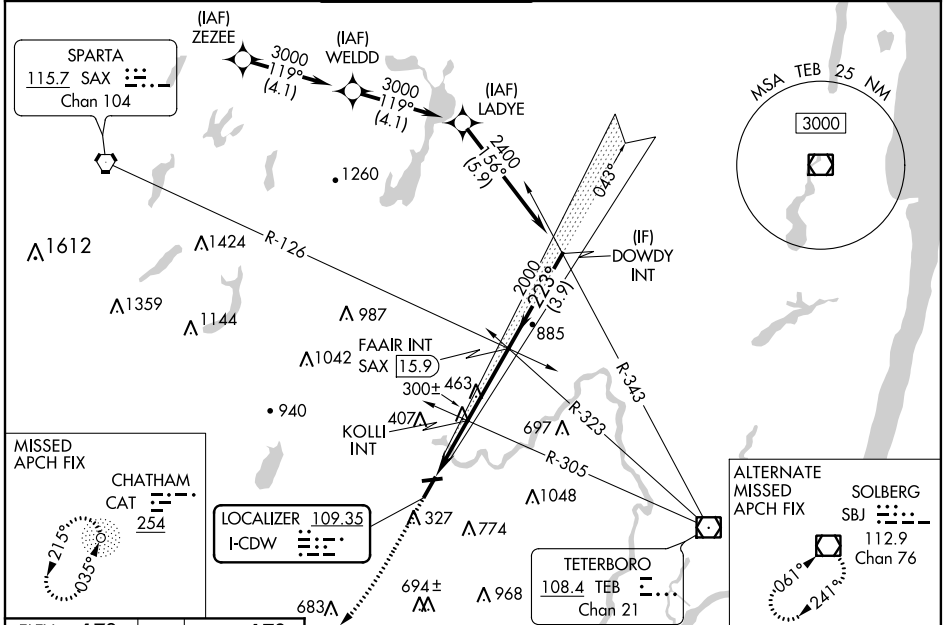 (IAF)
ZEZEE
(IAF)
WELDD
(IAF)
LADYE
3000
119°
(4.1)
3000
119°
(4.1)
2400
156°
(5.9)
SPARTA
115.7 SAX
Chan 104
MSA TEB 25 NM
3000
1260
043°
1612
1424
R-126
(IF)
DOWDY
INT
2000
223°
(3.9)
1359
1144
987
885
FAAIR INT
SAX 15.9
1042
R-343
300±
463
R-323
940
407
697
KOLLI
INT
R-305
MISSED
APCH FIX
CHATHAM
CAT
254
215°
035°
LOCALIZER 109.35
I-CDW
327
774
1048
TETERBORO
108.4 TEB
Chan 21
ALTERNATE
MISSED
APCH FIX
SOLBERG
SBJ
112.9
Chan 76
061°
241°
683
694±
968